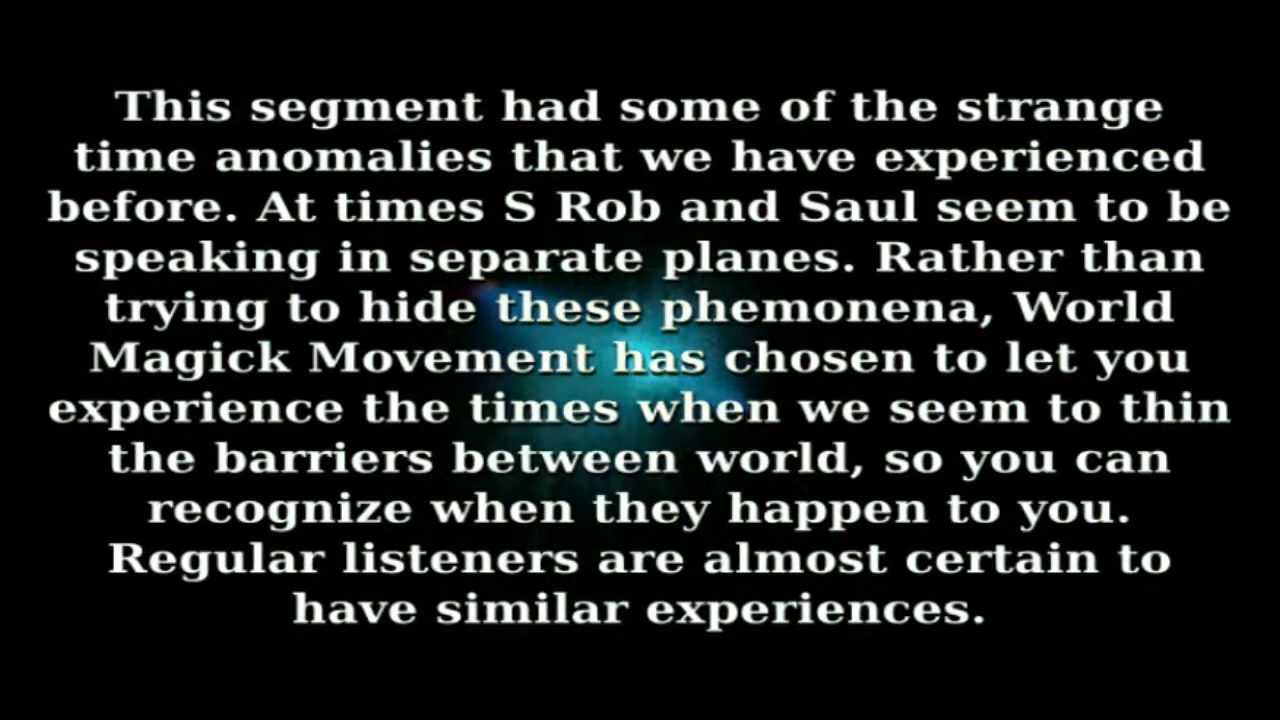 This segment had some of the strange
time anomalies that we have experienced
before. At times S Rob and Saul seem to be
speaking in separate planes. Rather than
trying to hide these phemonena, World
Magick Movement has chosen to let you
experience the times when we seem to thin
the barriers between world, so you can
recognize when they happen to you.
Regular listeners are almost certain to
have similar experiences.